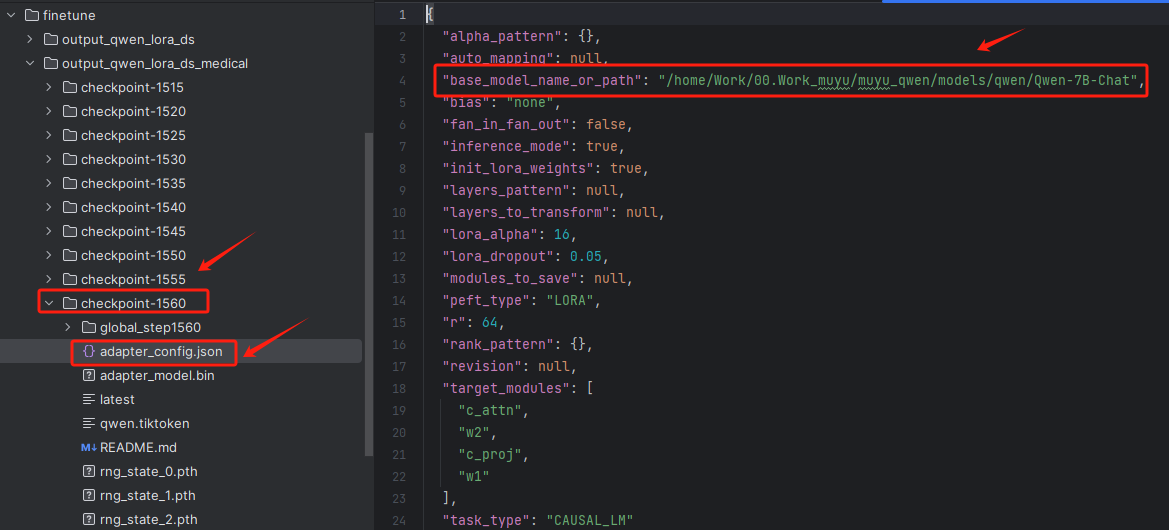 finetune
output_qwen_lora_ds
output_qwen_lora_ds_medical
checkpoint-1515
checkpoint-1520
checkpoint-1525
checkpoint-1530
checkpoint-1535
checkpoint-1540
checkpoint-1545
checkpoint-1550
checkpoint-1555
checkpoint-1560
global_step1560
{} adapter_config.json
? adapter_model.bin
latest
qwen.tiktoken
M↓ README.md
? rng_state_0.pth
? rng_state_1.pth
? rng_state_2.pth
1 {
2 "alpha_pattern": {},
3 "auto_mapping": null,
4 "base_model_name_or_path": "/home/Work/00.Work_muyu/muyu_qwen/models/qwen/Qwen-7B-Chat",
5 "bias": "none",
6 "fan_in_fan_out": false,
7 "inference_mode": true,
8 "init_lora_weights": true,
9 "layers_pattern": null,
10 "layers_to_transform": null,
11 "lora_alpha": 16,
12 "lora_dropout": 0.05,
13 "modules_to_save": null,
14 "peft_type": "LORA",
15 "r": 64,
16 "rank_pattern": {},
17 "revision": null,
18 "target_modules": [
19 "c_attn",
20 "w2",
21 "c_proj",
22 "w1"
23 ],
24 "task_type": "CAUSAL_LM"